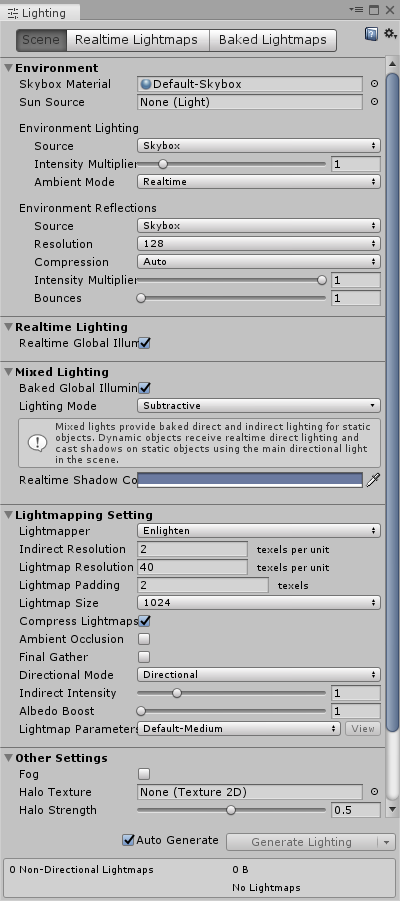 Lighting
Scene Realtime Lightmaps Baked Lightmaps
Environment
Skybox Material Default-Skybox
Sun Source None (Light)
Environment Lighting
Source Skybox
Intensity Multiplier 1
Ambient Mode Realtime
Environment Reflections
Source Skybox
Resolution 128
Compression Auto
Intensity Multiplier 1
Bounces 1
Realtime Lighting
Realtime Global Illum
Mixed Lighting
Baked Global Illumin
Lighting Mode Subtractive
Mixed lights provide baked direct and indirect lighting for static
objects. Dynamic objects receive realtime direct lighting and
cast shadows on static objects using the main directional light
in the scene.
Realtime Shadow Co
Lightmapping Setting
Lightmapper Enlighten
Indirect Resolution 2 texels per unit
Lightmap Resolution 40 texels per unit
Lightmap Padding 2 texels
Lightmap Size 1024
Compress Lightmaps
Ambient Occlusion
Final Gather
Directional Mode Directional
Indirect Intensity 1
Albedo Boost 1
Lightmap Parameters Default-Medium View
Other Settings
Fog
Halo Texture None (Texture 2D)
Halo Strength 0.5
Auto Generate Generate Lighting
0 Non-Directional Lightmaps 0 B
No Lightmaps